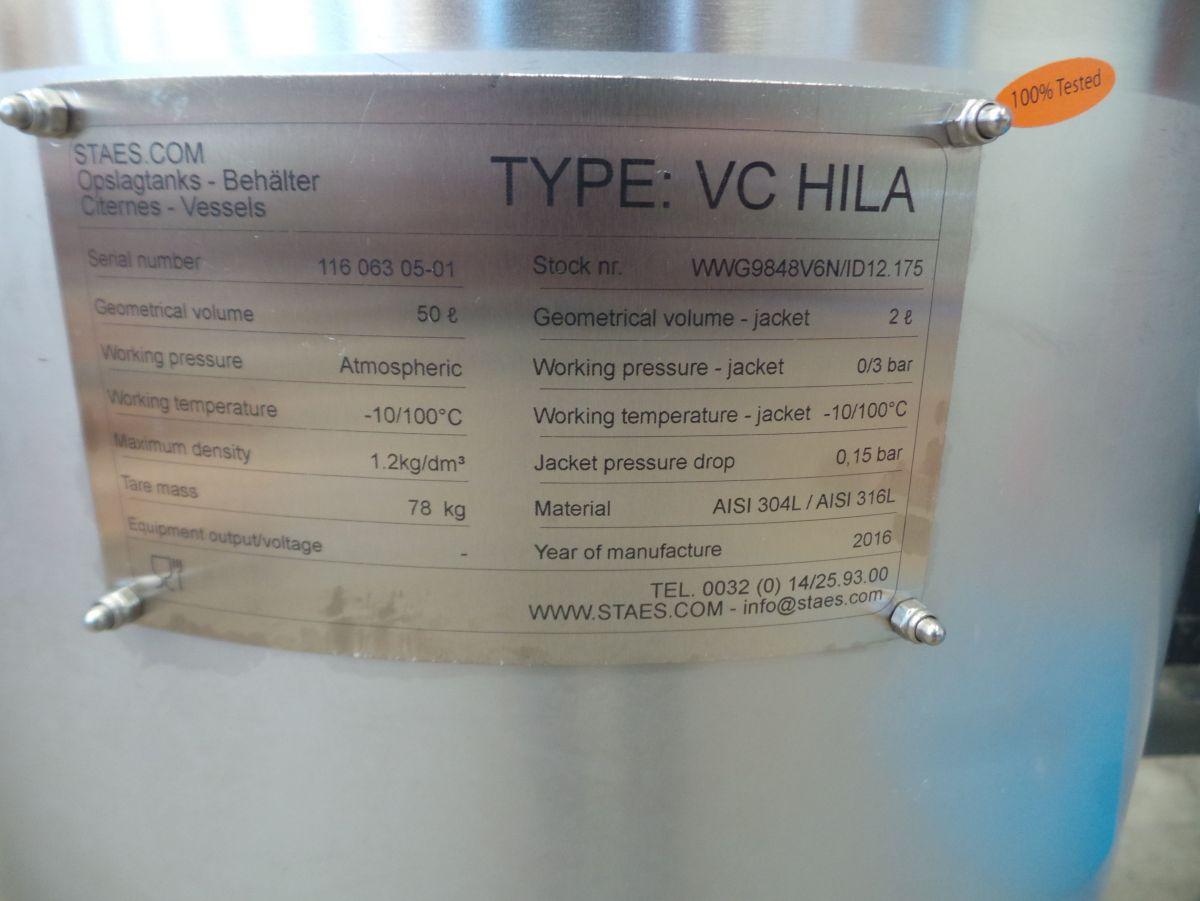 100% Tested
STAES.COM
Opslagtanks - Behälter
Citernes - Vessels
TYPE: VC HILA
Serial number 116 063 05-01
Geometrical volume 50 ℓ
Working pressure Atmospheric
Working temperature -10/100°C
Maximum density 1.2kg/dm³
Tare mass 78 kg
Equipment output/voltage -
Stock nr. WWG9848V6N/ID12.175
Geometrical volume - jacket 2 ℓ
Working pressure - jacket 0/3 bar
Working temperature - jacket -10/100°C
Jacket pressure drop 0,15 bar
Material AISI 304L / AISI 316L
Year of manufacture 2016
TEL. 0032 (0) 14/25.93.00
WWW.STAES.COM - info@staes.com